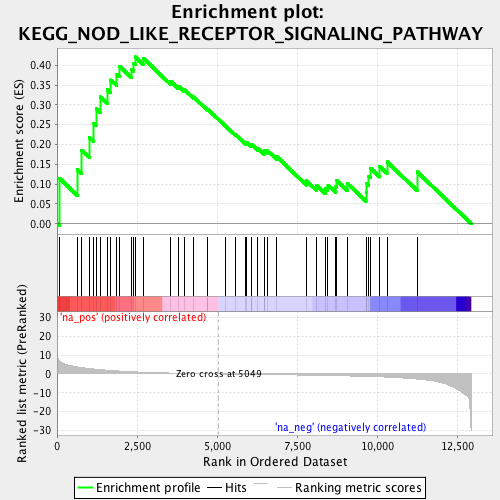 Enrichment plot:
KEGG_NOD_LIKE_RECEPTOR_SIGNALING_PATHWAY
Enrichment score (ES)
0.40
0.35
0.30
0.25
0.20
0.15
0.10
0.05
0.00
'na_pos' (positively correlated)
Ranked list metric (PreRanked)
30
20
10
0
-10
-20
-30
Zero cross at 5049
'na_neg' (negatively correlated)
0 2,500 5,000 7,500 10,000 12,500
Rank in Ordered Dataset
Enrichment profile Hits Ranking metric scores